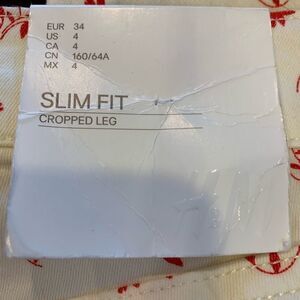 EUR 34
US 4
CA 4
CN 160/64A
MX 4
SLIM FIT
CROPPED LEG